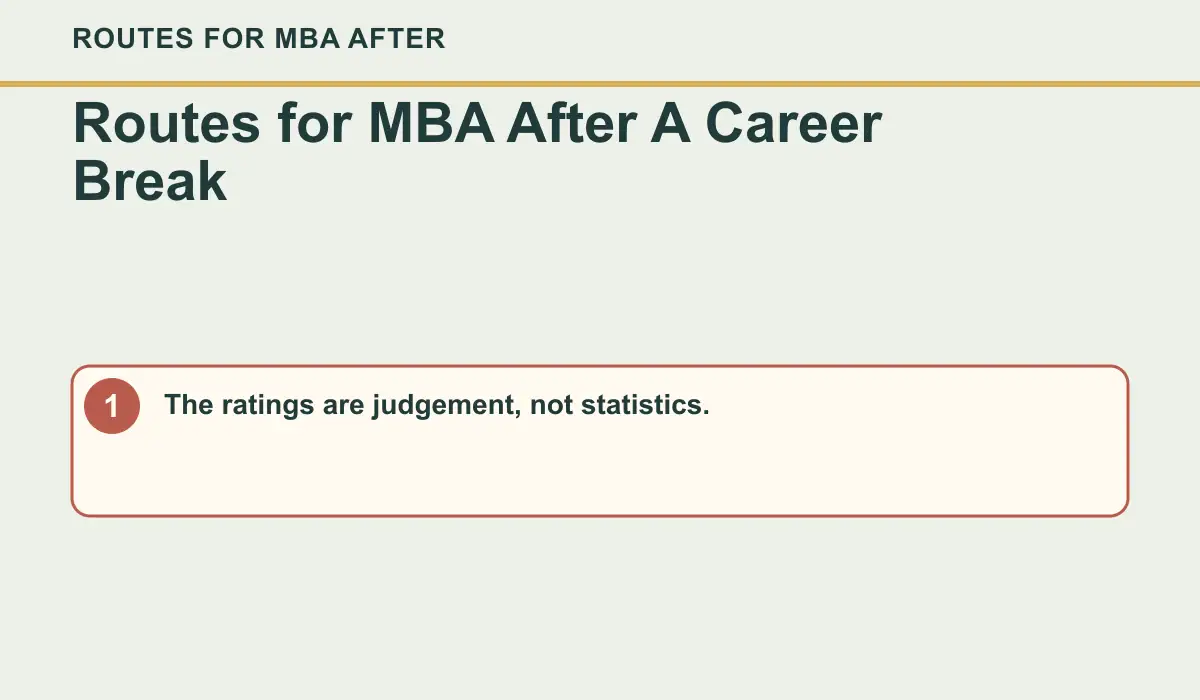 ROUTES FOR MBA AFTER
Routes for MBA After A Career
Break
1
The ratings are judgement, not statistics.